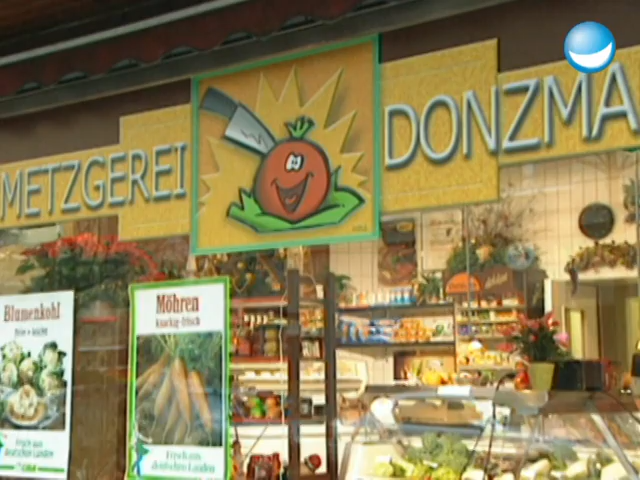 METZGEREI DONZMA
Blumenkohl
Möhren
knackig-frisch
Frisch aus
deutschen Landen
Frisch aus
deutschen Landen